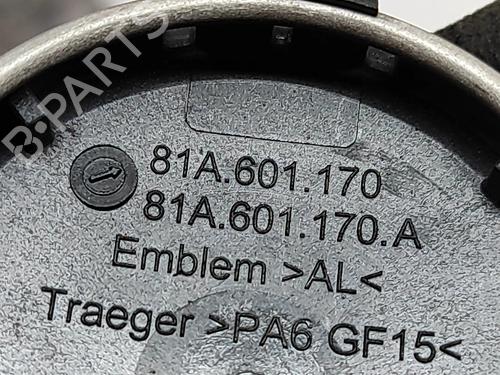 B-PARTS
81A.601.170
81A.601.170.A
Emblem >AL<
Traeger >PA6 GF15<